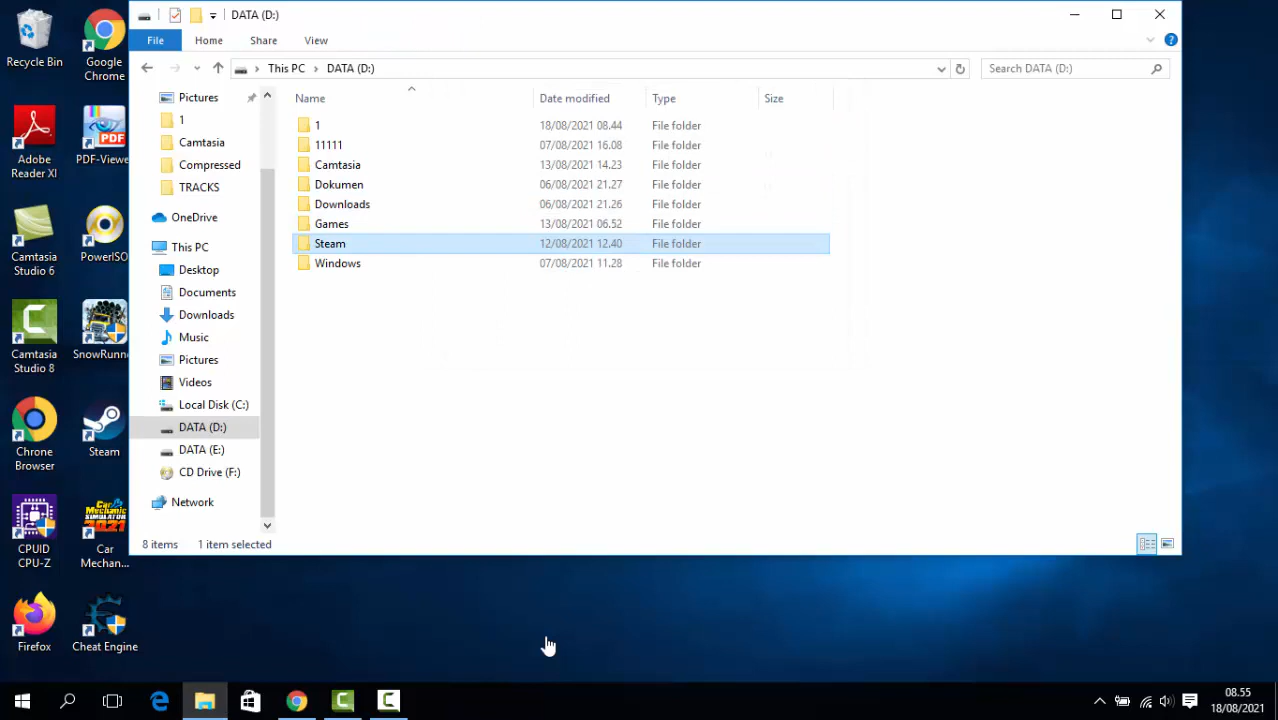 DATA (D:)
File
Home
Share
View
This PC
DATA (D:)
Search DATA (D:)
Name
Date modified
Type
Size
1
18/08/2021 08.44
File folder
11111
07/08/2021 16.08
File folder
Camtasia
13/08/2021 14.23
File folder
Dokumen
06/08/2021 21.27
File folder
Downloads
06/08/2021 21.26
File folder
Games
13/08/2021 06.52
File folder
Steam
12/08/2021 12.40
File folder
Windows
07/08/2021 11.28
File folder
Pictures
1
Camtasia
Compressed
TRACKS
OneDrive
This PC
Desktop
Documents
Downloads
Music
Pictures
Videos
Local Disk (C:)
DATA (D:)
DATA (E:)
CD Drive (F:)
Network
8 items
1 item selected
Recycle Bin
Google
Chrome
Adobe
Reader XI
PDF-Viewe
Camtasia
Studio 6
PowerISO
Camtasia
Studio 8
SnowRunn
Chrone
Browser
Steam
CPUID
CPU-Z
Car
Mechan...
Firefox
Cheat Engine
PDF
Car
MECHANIC
SIMULATOR
2021
08.55
18/08/2021